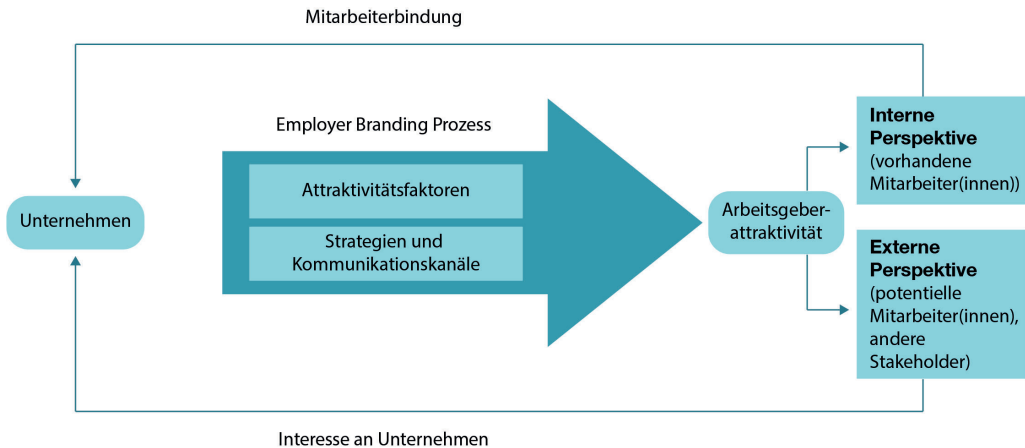 Mitarbeiterbindung
Employer Branding Prozess
Unternehmen
Attraktivitätsfaktoren
Strategien und
Kommunikationskanäle
Arbeitsgeber-
attraktivität
Interne
Perspektive
(vorhandene
Mitarbeiter(innen))
Externe
Perspektive
(potentielle
Mitarbeiter(innen),
andere
Stakeholder)
Interesse an Unternehmen